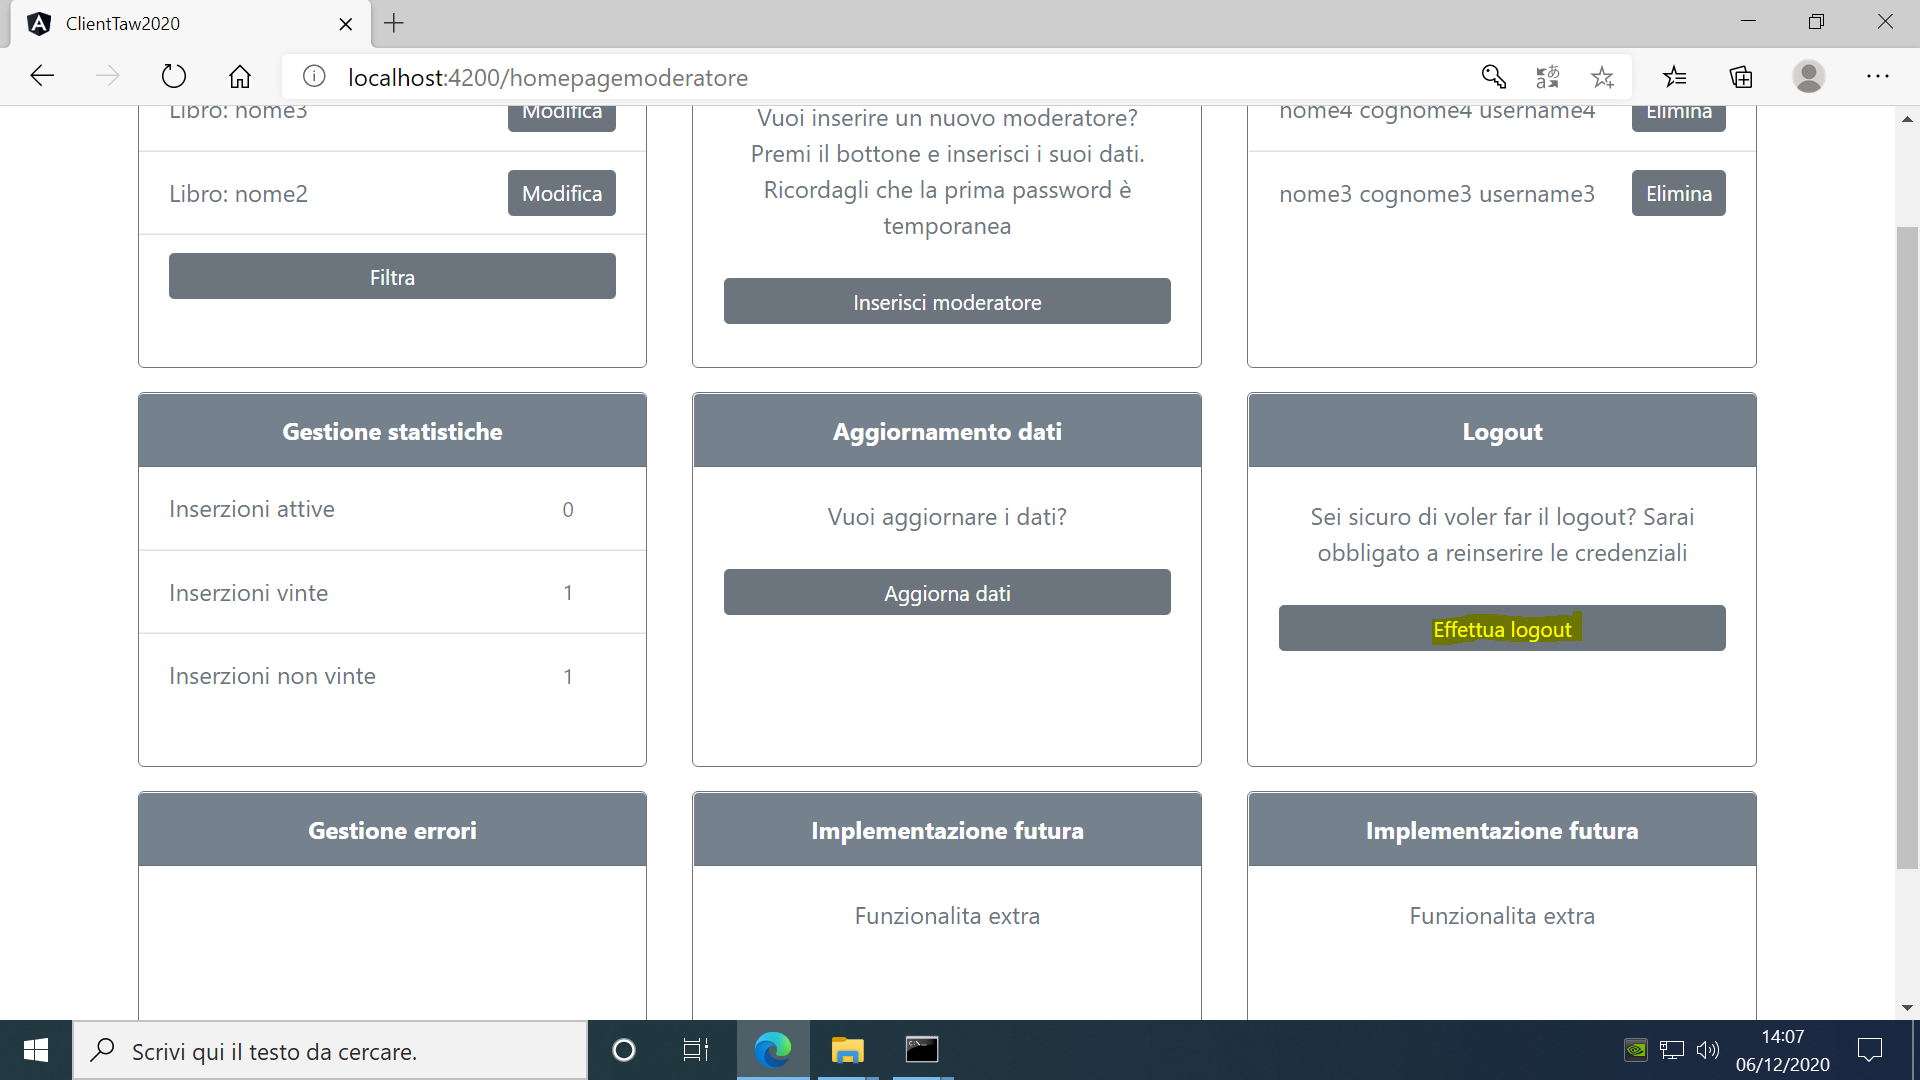 ClientTaw2020
localhost:4200/homepagemoderatore
Libro: nome3
Modifica
Libro: nome2
Modifica
Filtra
Vuoi inserire un nuovo moderatore?
Premi il bottone e inserisci i suoi dati.
Ricordagli che la prima password è
temporanea
Inserisci moderatore
nome4 cognome4 username4
Elimina
nome3 cognome3 username3
Elimina
Gestione statistiche
Inserzioni attive 0
Inserzioni vinte 1
Inserzioni non vinte 1
Aggiornamento dati
Vuoi aggiornare i dati?
Aggiorna dati
Logout
Sei sicuro di voler far il logout? Sarai
obbligato a reinserire le credenziali
Effettua logout
Gestione errori
Implementazione futura
Funzionalita extra
Implementazione futura
Funzionalita extra
Scrivi qui il testo da cercare.
14:07
06/12/2020